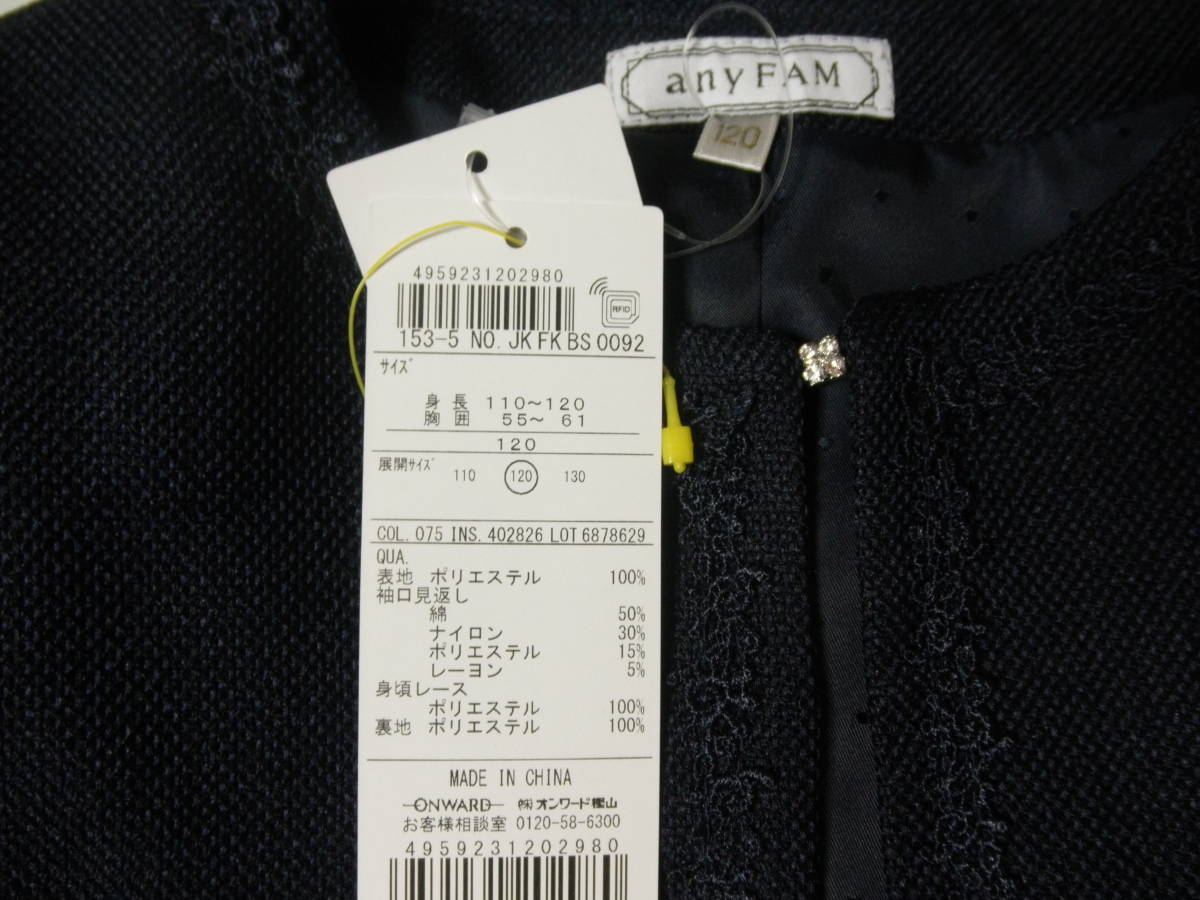 any FAM
120
4959231202980
RFID
153-5 NO. JKFKBS0092
サイズ
身長 110～120
胸囲 55～ 61
120
展開サイズ 110 120 130
COL. 075 INS. 402826 LOT 6878629
QUA.
表地 ポリエステル 100%
袖口見返し
綿 50%
ナイロン 30%
ポリエステル 15%
レーヨン 5%
身頃レース
ポリエステル 100%
裏地 ポリエステル 100%
MADE IN CHINA
ONWARD ㈱オンワード樫山
お客様相談室 0120-58-6300
4959231202980